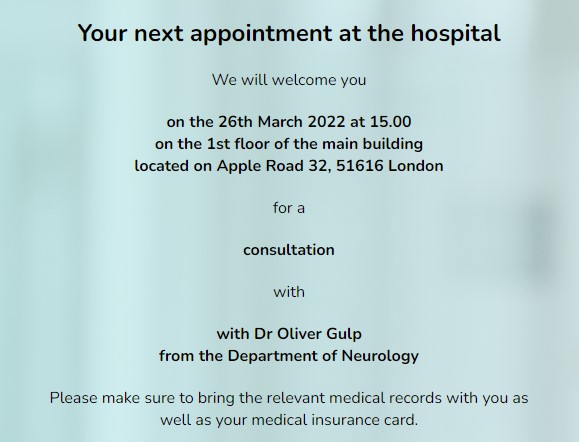 Your next appointment at the hospital
We will welcome you
on the 26th March 2022 at 15.00
on the 1st floor of the main building
located on Apple Road 32, 51616 London
for a
consultation
with
with Dr Oliver Gulp
from the Department of Neurology
Please make sure to bring the relevant medical records with you as
well as your medical insurance card.